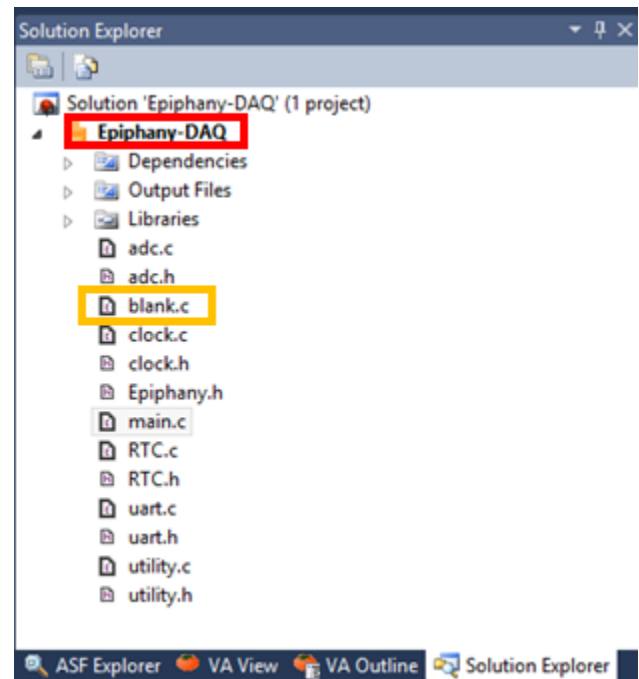 Solution Explorer
Solution 'Epiphany-DAQ' (1 project)
Epiphany-DAQ
Dependencies
Output Files
Libraries
adc.c
adc.h
blank.c
clock.c
clock.h
Epiphany.h
main.c
RTC.c
RTC.h
uart.c
uart.h
utility.c
utility.h
ASF Explorer VA View VA Outline Solution Explorer